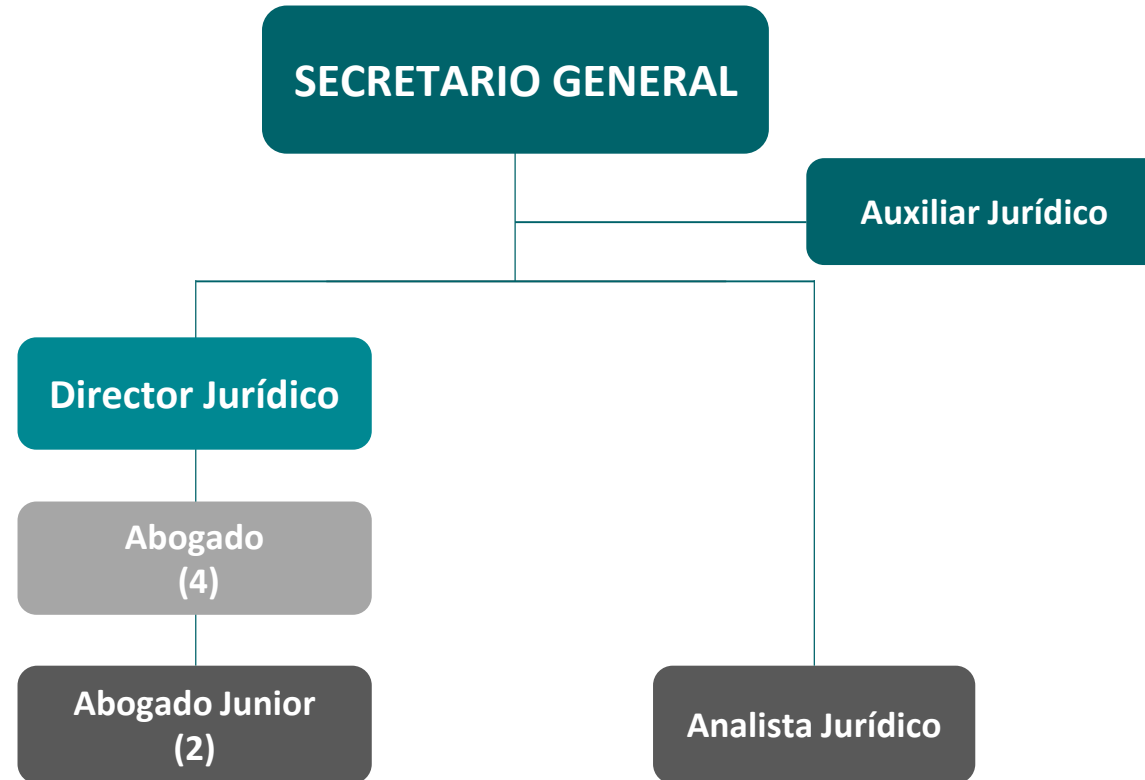 SECRETARIO GENERAL
Auxiliar Jurídico
Director Jurídico
Abogado
(4)
Abogado Junior
(2)
Analista Jurídico